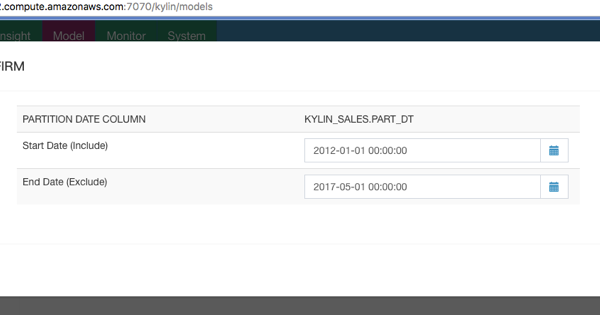 2.compute.amazonaws.com:7070/kylin/models
nsight Model Monitor System
FIRM
PARTITION DATE COLUMN KYLIN_SALES.PART_DT
Start Date (Include) 2012-01-01 00:00:00
End Date (Exclude) 2017-05-01 00:00:00